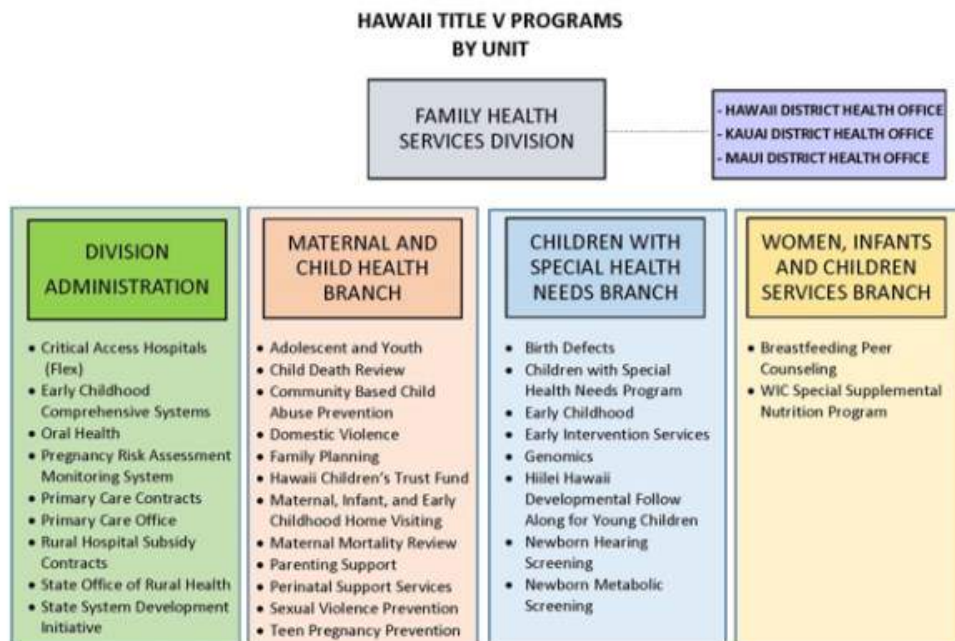 HAWAII TITLE V PROGRAMS
BY UNIT
FAMILY HEALTH
SERVICES DIVISION
- HAWAII DISTRICT HEALTH OFFICE
- KAUAI DISTRICT HEALTH OFFICE
- MAUI DISTRICT HEALTH OFFICE
DIVISION
ADMINISTRATION
• Critical Access Hospitals
(Flex)
• Early Childhood
Comprehensive Systems
• Oral Health
• Pregnancy Risk Assessment
Monitoring System
• Primary Care Contracts
• Primary Care Office
• Rural Hospital Subsidy
Contracts
• State Office of Rural Health
• State System Development
Initiative
MATERNAL AND
CHILD HEALTH
BRANCH
• Adolescent and Youth
• Child Death Review
• Community Based Child
Abuse Prevention
• Domestic Violence
• Family Planning
• Hawaii Children's Trust Fund
• Maternal, Infant, and Early
Childhood Home Visiting
• Maternal Mortality Review
• Parenting Support
• Perinatal Support Services
• Sexual Violence Prevention
• Teen Pregnancy Prevention
CHILDREN WITH
SPECIAL HEALTH
NEEDS BRANCH
• Birth Defects
• Children with Special
Health Needs Program
• Early Childhood
• Early Intervention Services
• Genomics
• Hiilei Hawaii
Developmental Follow
Along for Young Children
• Newborn Hearing
Screening
• Newborn Metabolic
Screening
WOMEN, INFANTS
AND CHILDREN
SERVICES BRANCH
• Breastfeeding Peer
Counseling
• WIC Special Supplemental
Nutrition Program